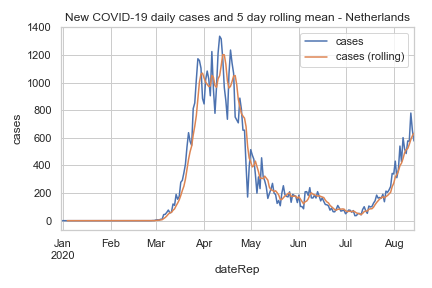 New COVID-19 daily cases and 5 day rolling mean - Netherlands
cases
cases (rolling)
1400
1200
1000
800
600
400
200
0
cases
Jan Feb Mar Apr May Jun Jul Aug
2020
dateRep